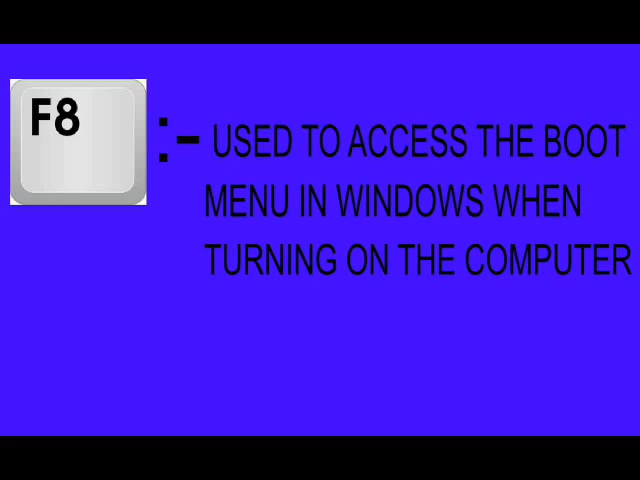 F8 :- USED TO ACCESS THE BOOT
MENU IN WINDOWS WHEN
TURNING ON THE COMPUTER